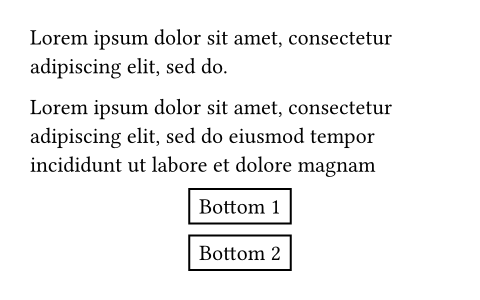 Lorem ipsum dolor sit amet, consectetur
adipiscing elit, sed do.
Lorem ipsum dolor sit amet, consectetur
adipiscing elit, sed do eiusmod tempor
incididunt ut labore et dolore magnam
Bottom 1
Bottom 2